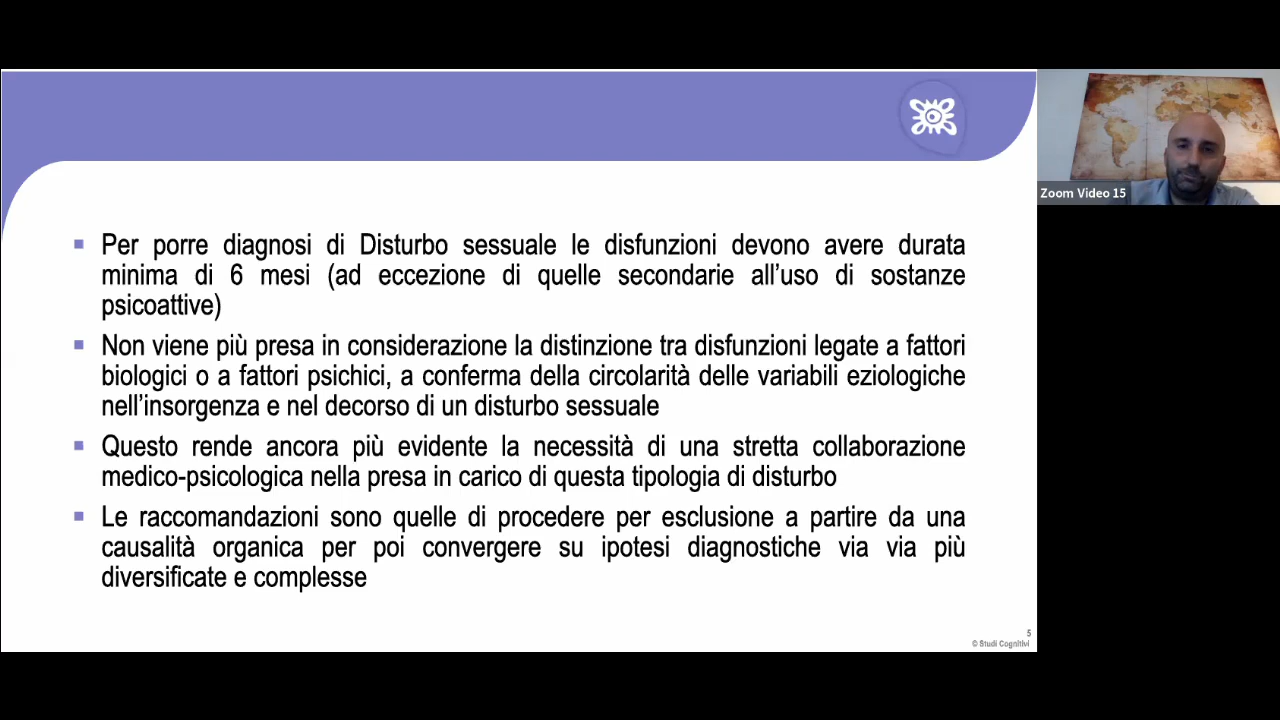 Per porre diagnosi di Disturbo sessuale le disfunzioni devono avere durata
minima di 6 mesi (ad eccezione di quelle secondarie all'uso di sostanze
psicoattive)
Non viene più presa in considerazione la distinzione tra disfunzioni legate a fattori
biologici o a fattori psichici, a conferma della circolarità delle variabili eziologiche
nell'insorgenza e nel decorso di un disturbo sessuale
Questo rende ancora più evidente la necessità di una stretta collaborazione
medico-psicologica nella presa in carico di questa tipologia di disturbo
Le raccomandazioni sono quelle di procedere per esclusione a partire da una
causalità organica per poi convergere su ipotesi diagnostiche via via più
diversificate e complesse
5
© Studi Cognitivi
Zoom Video 15